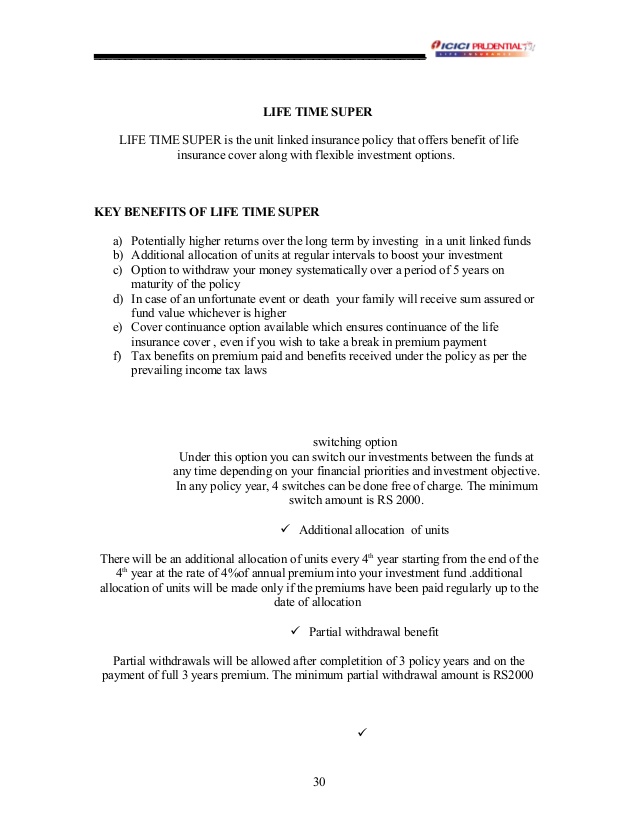 ICICI PRUDENTIAL
LIFE INSURANCE
LIFE TIME SUPER
LIFE TIME SUPER is the unit linked insurance policy that offers benefit of life
insurance cover along with flexible investment options.
KEY BENEFITS OF LIFE TIME SUPER
a) Potentially higher returns over the long term by investing in a unit linked funds
b) Additional allocation of units at regular intervals to boost your investment
c) Option to withdraw your money systematically over a period of 5 years on
maturity of the policy
d) In case of an unfortunate event or death your family will receive sum assured or
fund value whichever is higher
e) Cover continuance option available which ensures continuance of the life
insurance cover , even if you wish to take a break in premium payment
f) Tax benefits on premium paid and benefits received under the policy as per the
prevailing income tax laws
switching option
Under this option you can switch our investments between the funds at
any time depending on your financial priorities and investment objective.
In any policy year, 4 switches can be done free of charge. The minimum
switch amount is RS 2000.
✓ Additional allocation of units
There will be an additional allocation of units every 4th year starting from the end of the
4th year at the rate of 4%of annual premium into your investment fund .additional
allocation of units will be made only if the premiums have been paid regularly up to the
date of allocation
✓ Partial withdrawal benefit
Partial withdrawals will be allowed after completition of 3 policy years and on the
payment of full 3 years premium. The minimum partial withdrawal amount is RS2000
✓
30